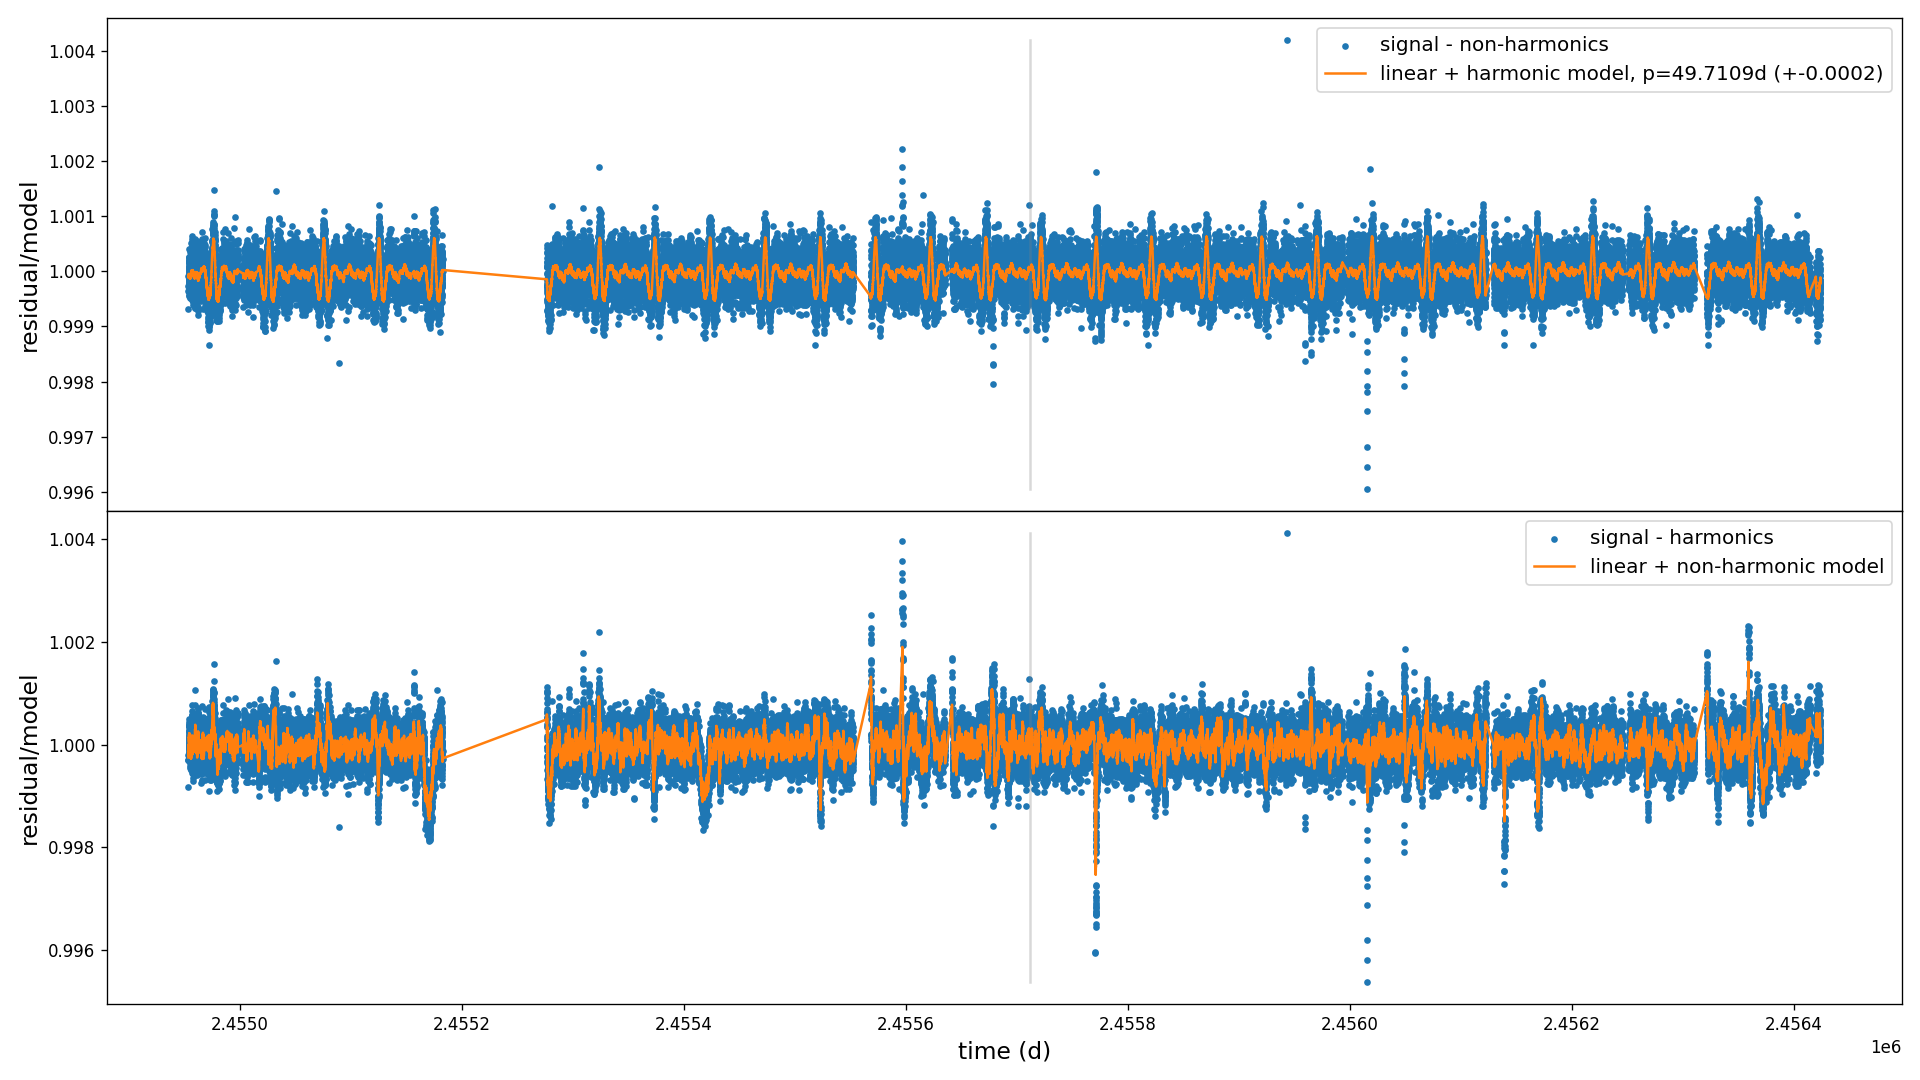 signal - non-harmonics
linear + harmonic model, p=49.7109d (+-0.0002)
residual/model
1.004
1.003
1.002
1.001
1.000
0.999
0.998
0.997
0.996
signal - harmonics
linear + non-harmonic model
residual/model
1.004
1.002
1.000
0.998
0.996
2.4550
2.4552
2.4554
2.4556
2.4558
2.4560
2.4562
2.4564
time (d)
1e6